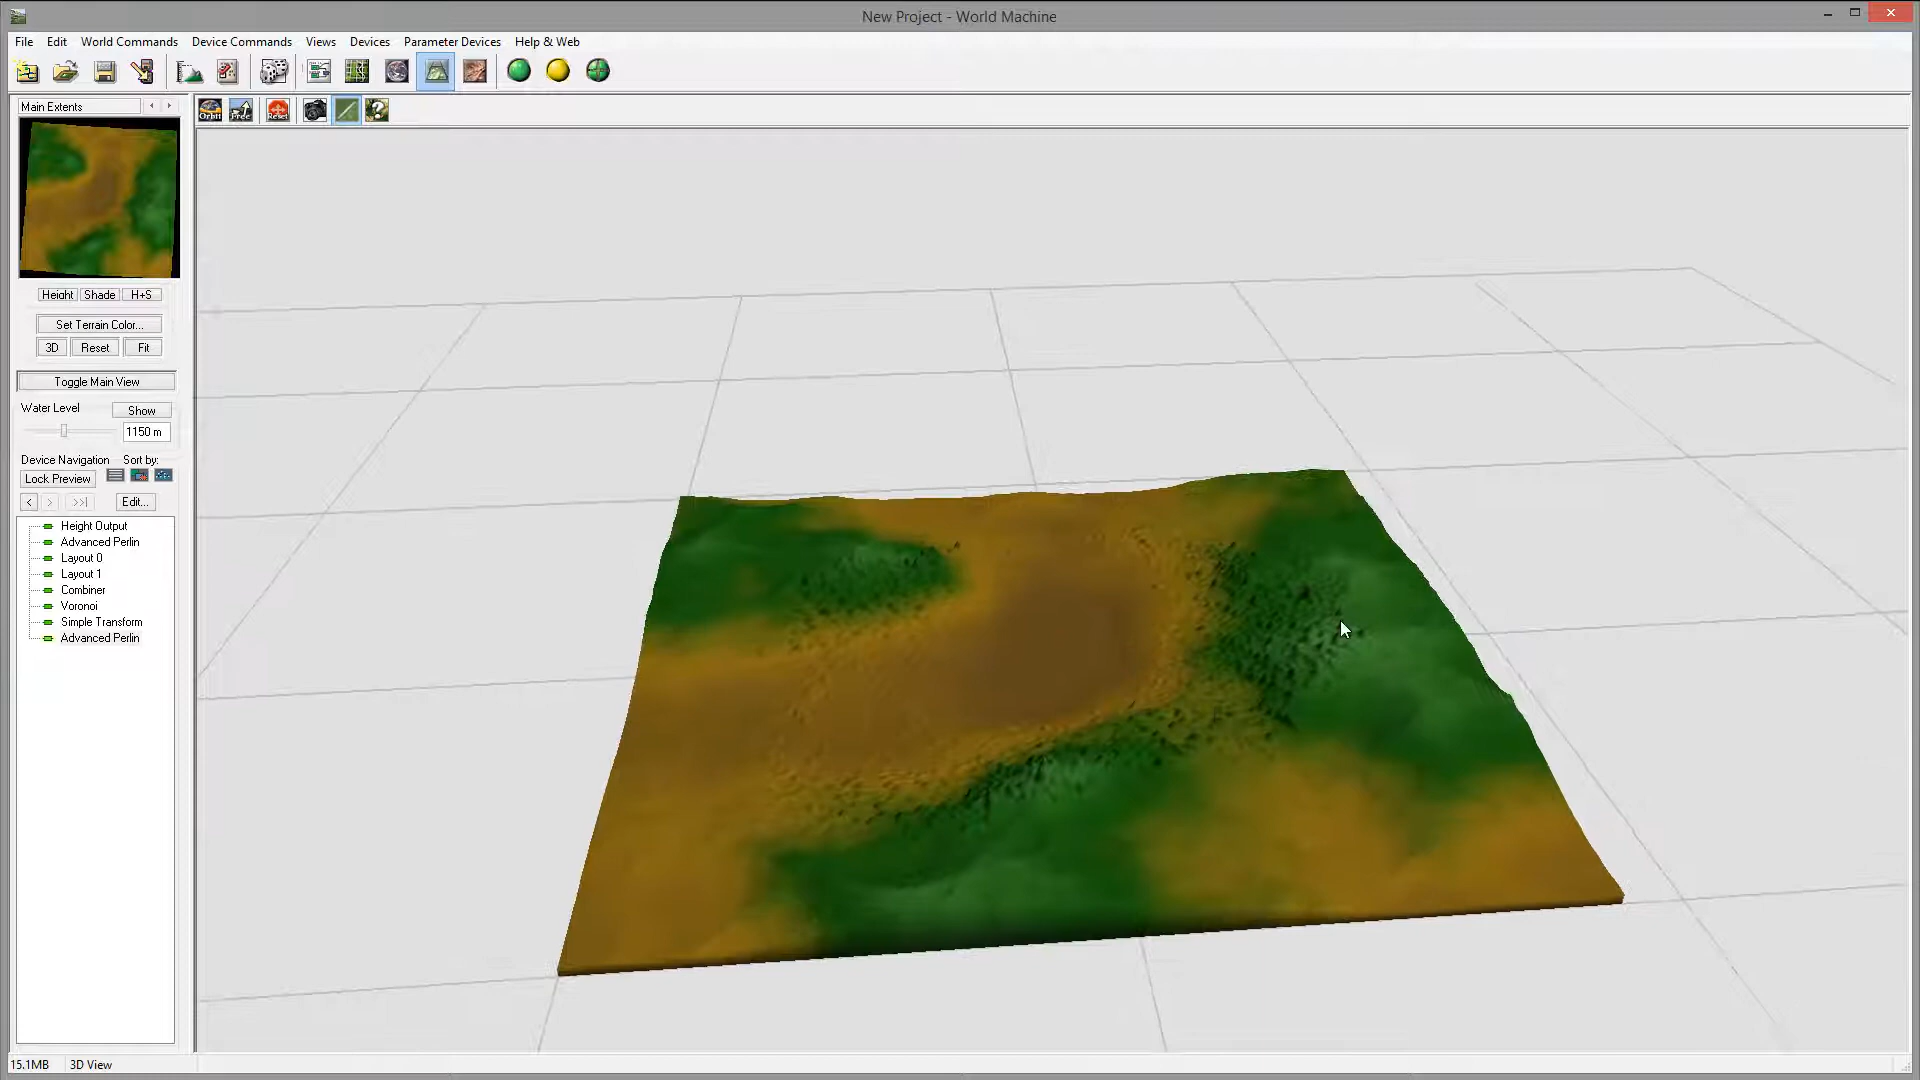 New Project - World Machine
File Edit World Commands Device Commands Views Devices Parameter Devices Help & Web
Main Extents
Orbit Free Reset
Height Shade H+S
Set Terrain Color...
3D Reset Fit
Toggle Main View
Water Level Show
1150 m
Device Navigation Sort by:
Lock Preview
< > >>| Edit...
Height Output
Advanced Perlin
Layout 0
Layout 1
Combiner
Voronoi
Simple Transform
Advanced Perlin
15.1MB 3D View